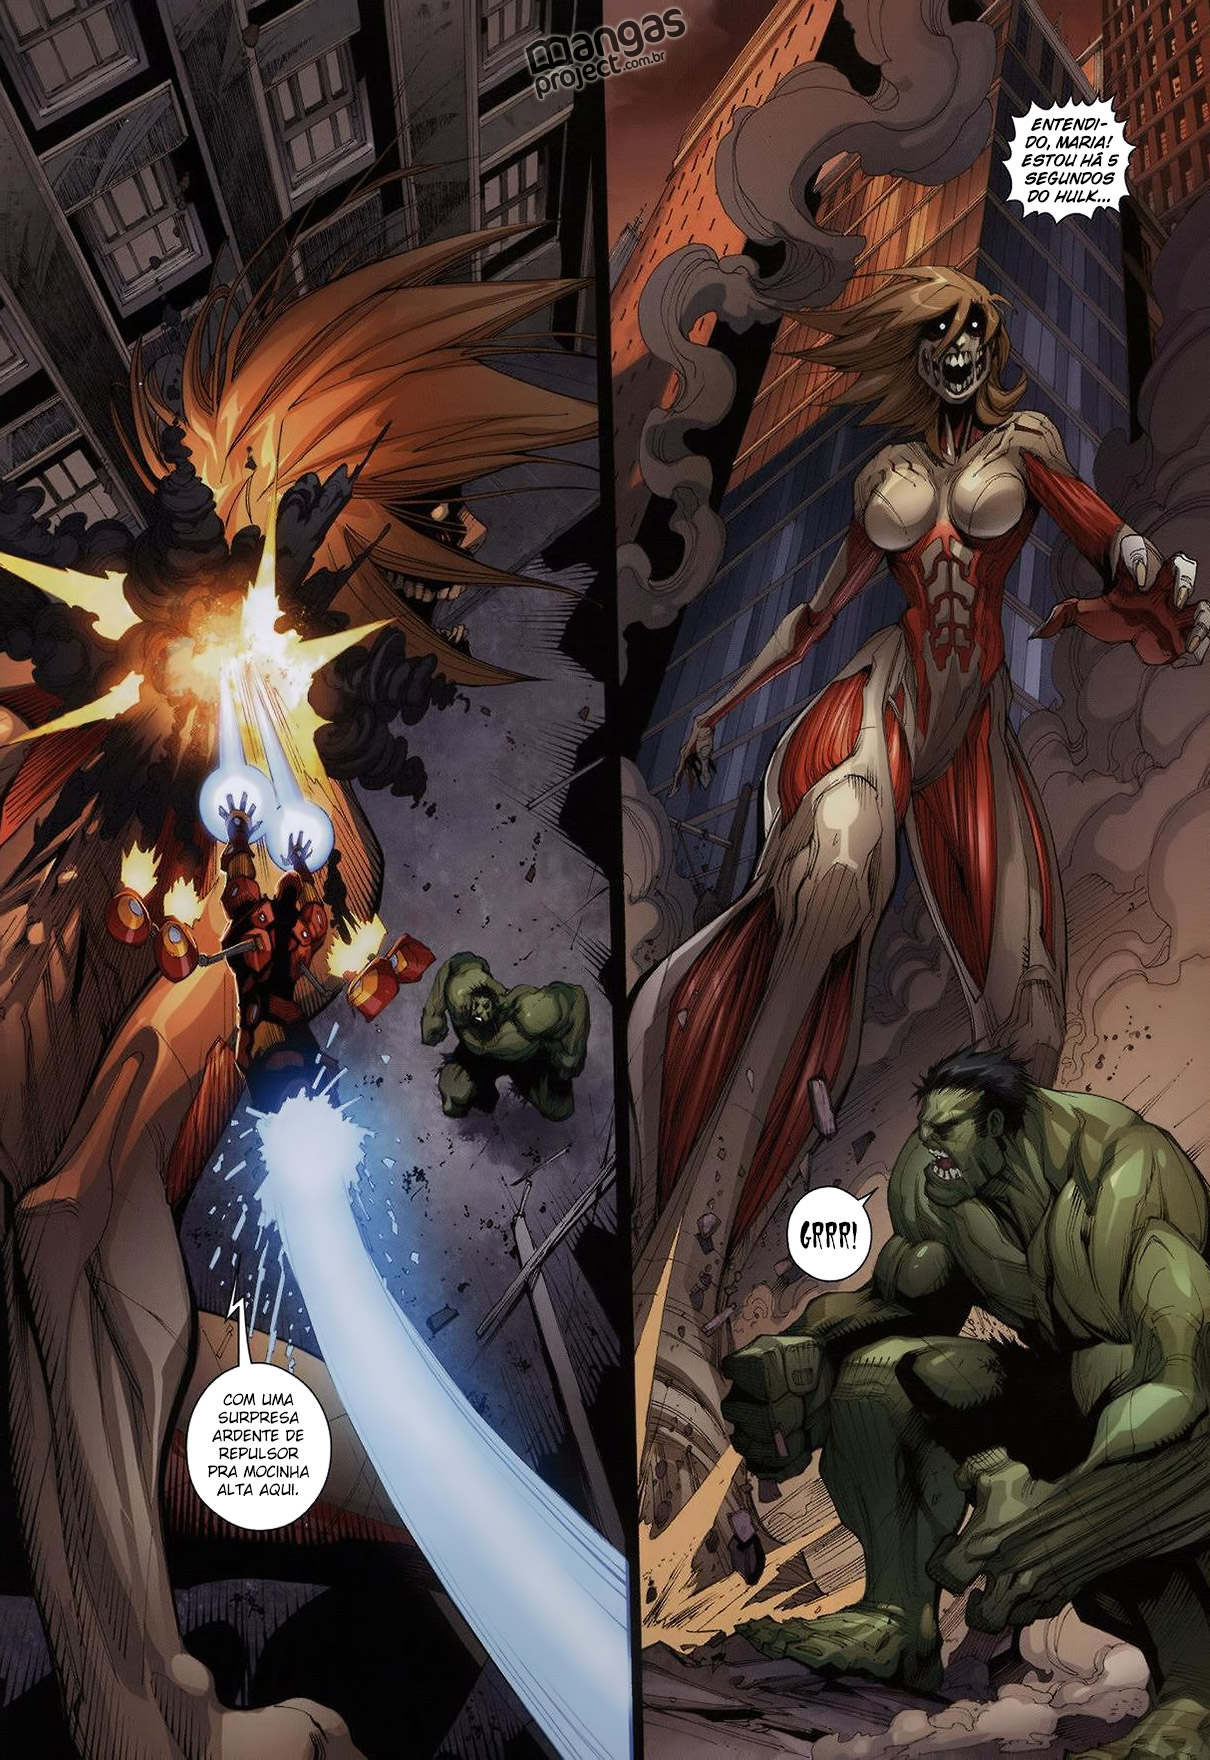 mangas
project.com.br
ENTENDI-
DO, MARIA!
ESTOU HÁ 5
SEGUNDOS
DO HULK...
GRRR!
COM UMA
SURPRESA
ARDENTE DE
REPULSOR
PRA MOCINHA
ALTA AQUI.